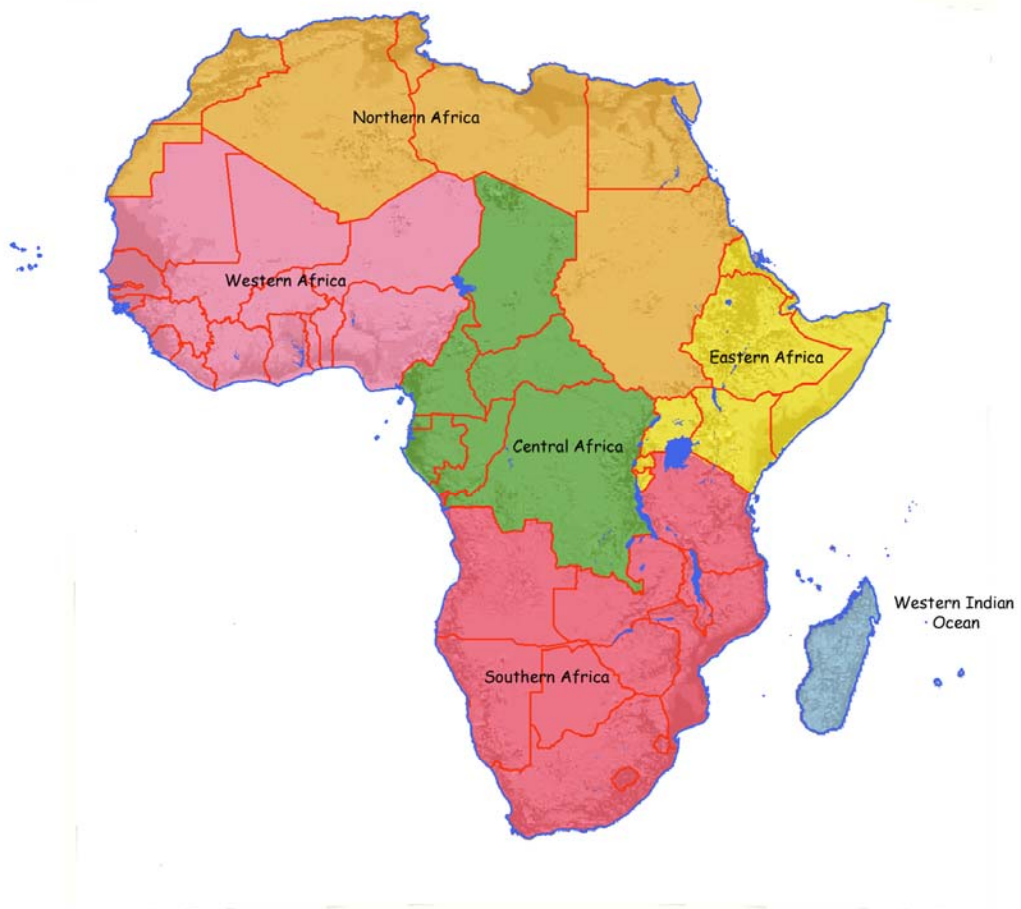 Northern Africa
Western Africa
Eastern Africa
Central Africa
Western Indian
Ocean
Southern Africa